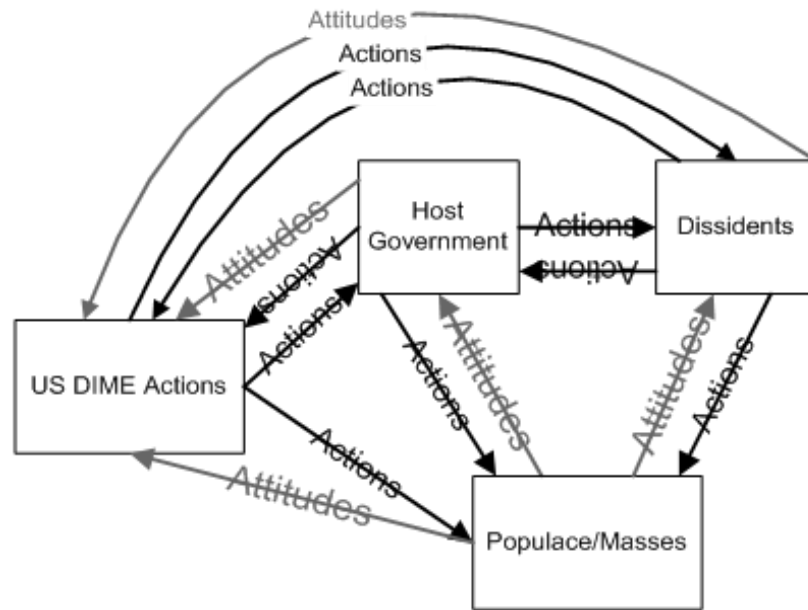 Attitudes
Actions
Actions
Host
Government
Actions
Dissidents
Attitudes
Actions
Actions
Actions
US DIME Actions
Actions
Attitudes
Attitudes
Actions
Actions
Attitudes
Populace/Masses